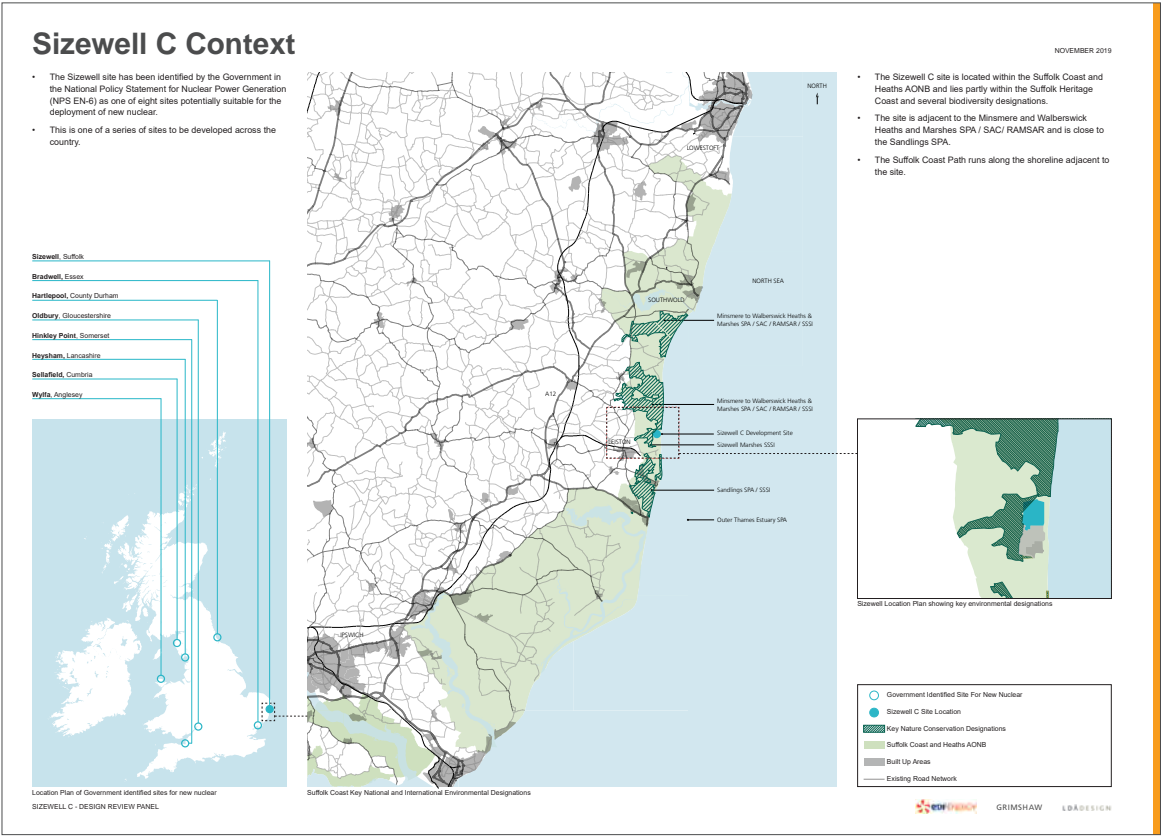 Sizewell C Context
NOVEMBER 2019
• The Sizewell site has been identified by the Government in
the National Policy Statement for Nuclear Power Generation
(NPS EN-6) as one of eight sites potentially suitable for the
deployment of new nuclear.
• This is one of a series of sites to be developed across the
country.
Sizewell, Suffolk
Bradwell, Essex
Hartlepool, County Durham
Oldbury, Gloucestershire
Hinkley Point, Somerset
Heysham, Lancashire
Sellafield, Cumbria
Wylfa, Anglesey
Location Plan of Government identified sites for new nuclear
NORTH
LOWESTOFT
NORTH SEA
SOUTHWOLD
Minsmere to Walberswick Heaths &
Marshes SPA / SAC / RAMSAR / SSSI
A12
Minsmere to Walberswick Heaths &
Marshes SPA / SAC / RAMSAR / SSSI
Sizewell C Development Site
LEISTON
Sizewell Marshes SSSI
Sandlings SPA / SSSI
Outer Thames Estuary SPA
IPSWICH
Suffolk Coast Key National and International Environmental Designations
• The Sizewell C site is located within the Suffolk Coast and
Heaths AONB and lies partly within the Suffolk Heritage
Coast and several biodiversity designations.
• The site is adjacent to the Minsmere and Walberswick
Heaths and Marshes SPA / SAC/ RAMSAR and is close to
the Sandlings SPA.
• The Suffolk Coast Path runs along the shoreline adjacent to
the site.
Sizewell Location Plan showing key environmental designations
Government Identified Site For New Nuclear
Sizewell C Site Location
Key Nature Conservation Designations
Suffolk Coast and Heaths AONB
Built Up Areas
Existing Road Network
SIZEWELL C - DESIGN REVIEW PANEL
edf ENERGY
GRIMSHAW
LDĀDESIGN